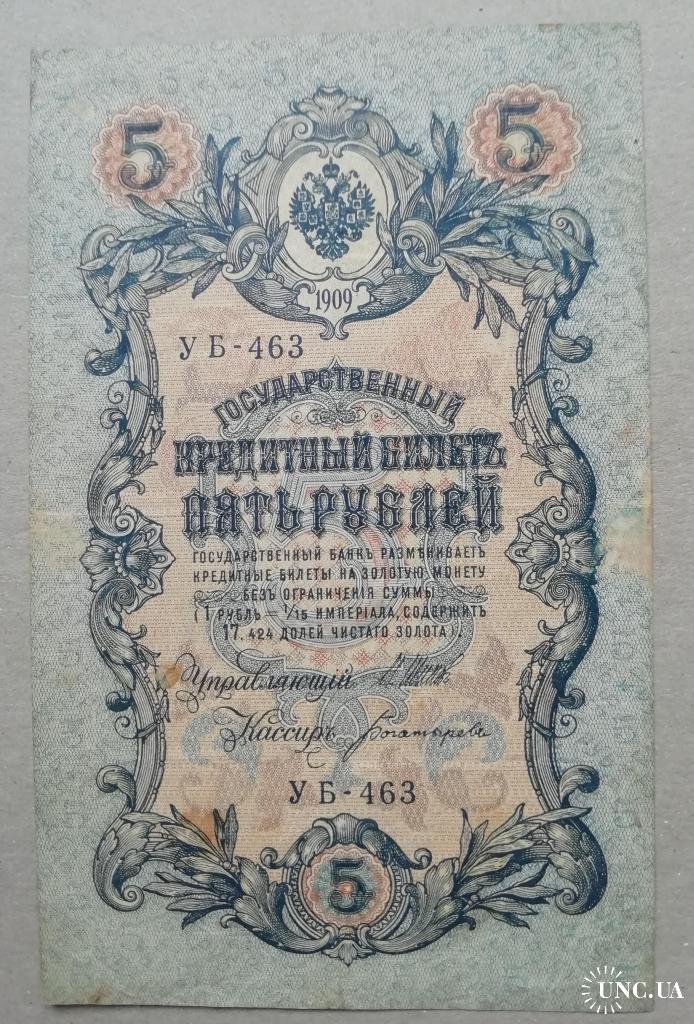 5 5
1909
УБ-463
ГОСУДАРСТВЕННЫЙ
КРЕДИТНЫЙ БИЛЕТЪ
ПЯТЬ РУБЛЕЙ
ГОСУДАРСТВЕННЫЙ БАНКЪ РАЗМѢНИВАЕТЪ
КРЕДИТНЫЕ БИЛЕТЫ НА ЗОЛОТУЮ МОНЕТУ
БЕЗЪ ОГРАНИЧЕНІЯ СУММЫ
(1 РУБЛЬ = 1/15 ИМПЕРІАЛА, СОДЕРЖИТЪ
17,424 ДОЛЕЙ ЧИСТАГО ЗОЛОТА).
Управляющій
Кассиръ Богатыревъ
УБ-463
5
UNC.UA